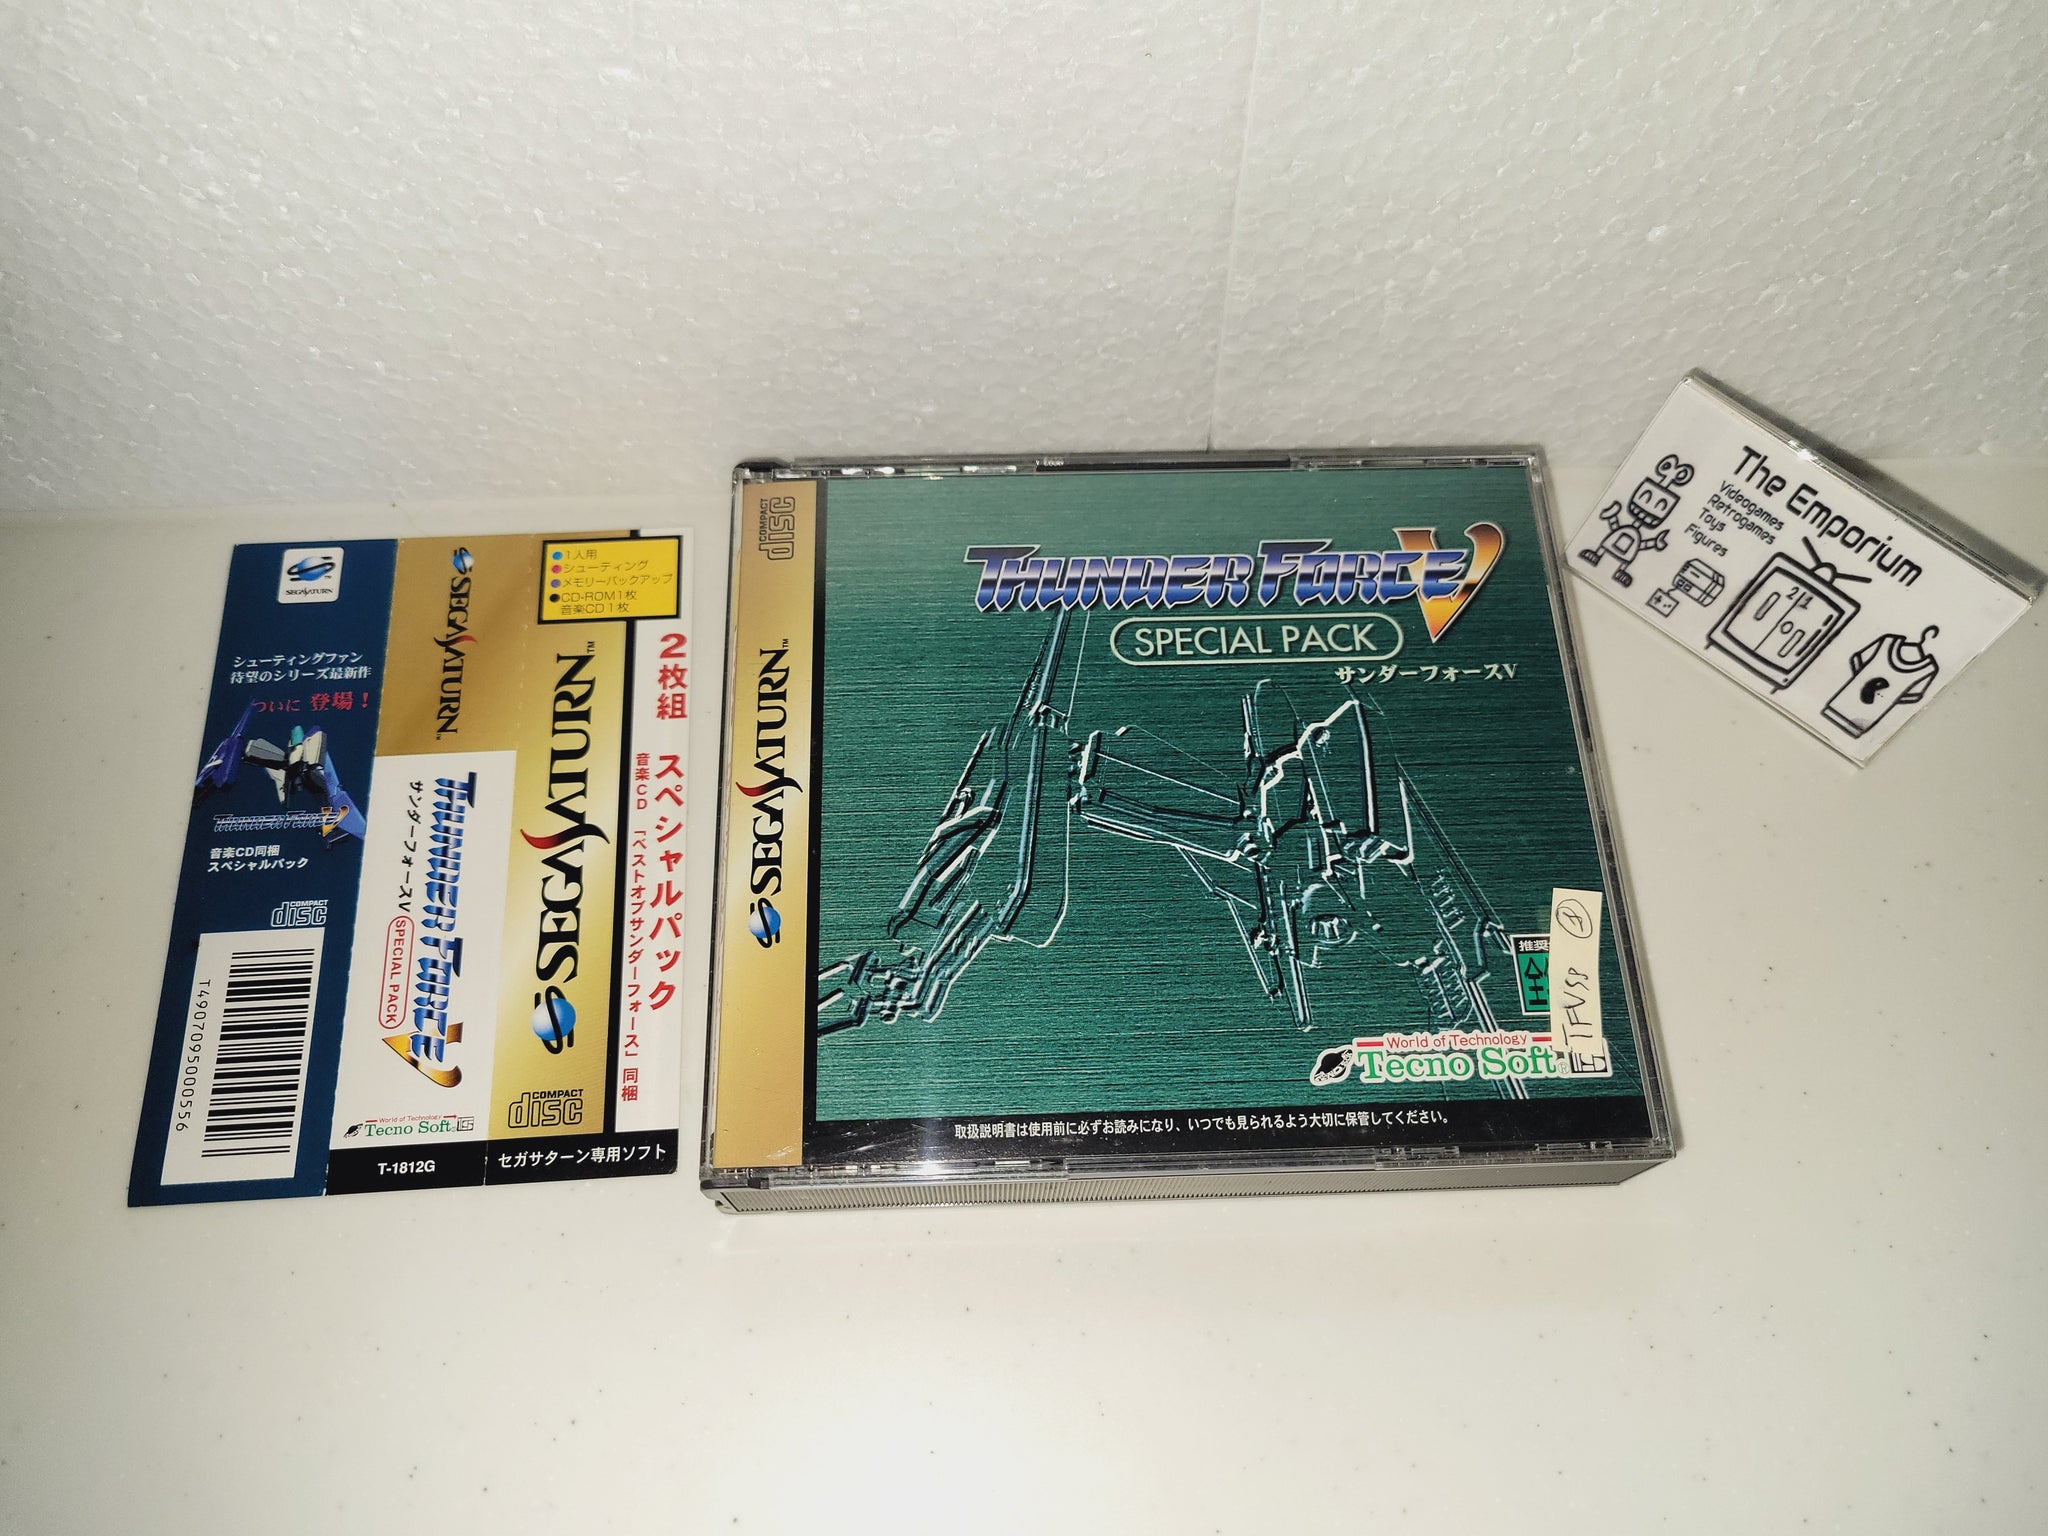 SEGA SATURN
シューティングファン
待望のシリーズ最新作
ついに 登場！
THUNDER FORCE V
音楽CD同梱
スペシャルパック
COMPACT
disc
T4907095000556
SEGA SATURN™
THUNDER FORCE V
サンダーフォースV
SPECIAL PACK
World of Technology
Tecno Soft®
T-1812G
●1人用
●シューティング
●メモリーバックアップ
●CD-ROM1枚
音楽CD1枚
SEGA SATURN™
COMPACT
disc
セガサターン専用ソフト
2枚組 スペシャルパック
音楽CD「ベストオブサンダーフォース」同梱
COMPACT
disc
SEGA SATURN™
THUNDER FORCE V
SPECIAL PACK
サンダーフォースV
推奨
全
TFVSP
World of Technology
Tecno Soft®
取扱説明書は使用前に必ずお読みになり、いつでも見られるよう大切に保管してください。
The Emporium
Videogames
Retrogames
Toys
Figures
21